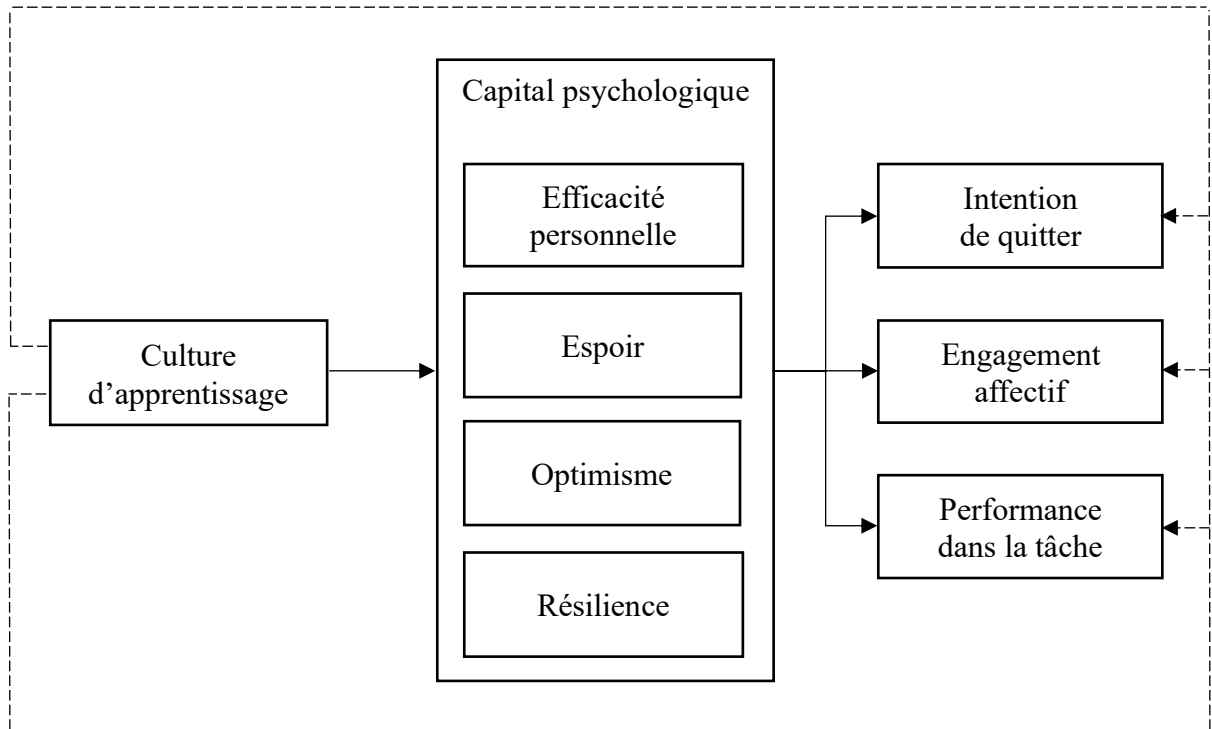 Capital psychologique
Efficacité
personnelle
Espoir
Optimisme
Résilience
Culture
d’apprentissage
Intention
de quitter
Engagement
affectif
Performance
dans la tâche